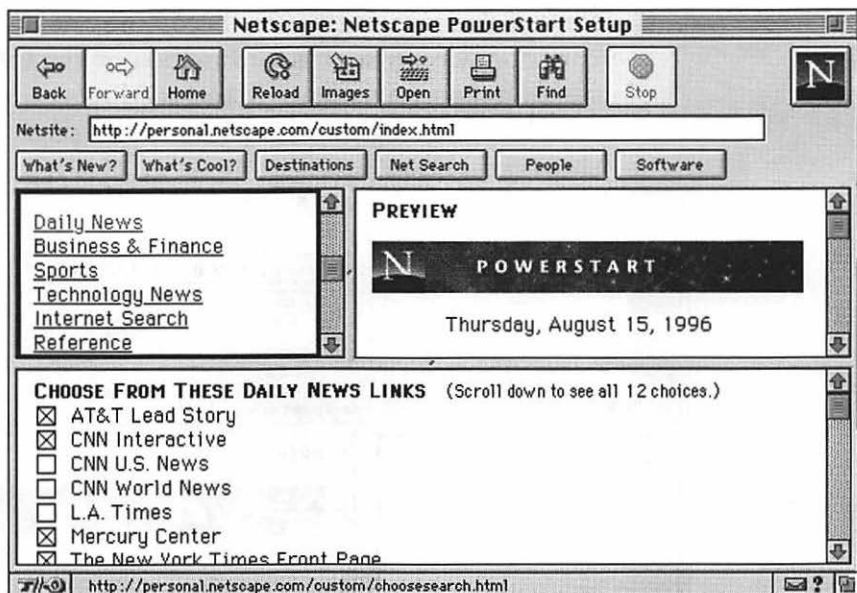 Netscape: Netscape PowerStart Setup
Back Forward Home Reload Images Open Print Find Stop N
Netsite: http://personal.netscape.com/custom/index.html
What's New? What's Cool? Destinations Net Search People Software
Daily News
Business & Finance
Sports
Technology News
Internet Search
Reference
PREVIEW
N POWERSTART
Thursday, August 15, 1996
CHOOSE FROM THESE DAILY NEWS LINKS (Scroll down to see all 12 choices.)
AT&T Lead Story
CNN Interactive
CNN U.S. News
CNN World News
L.A. Times
Mercury Center
The New York Times Front Page
http://personal.netscape.com/custom/choosesearch.html ?